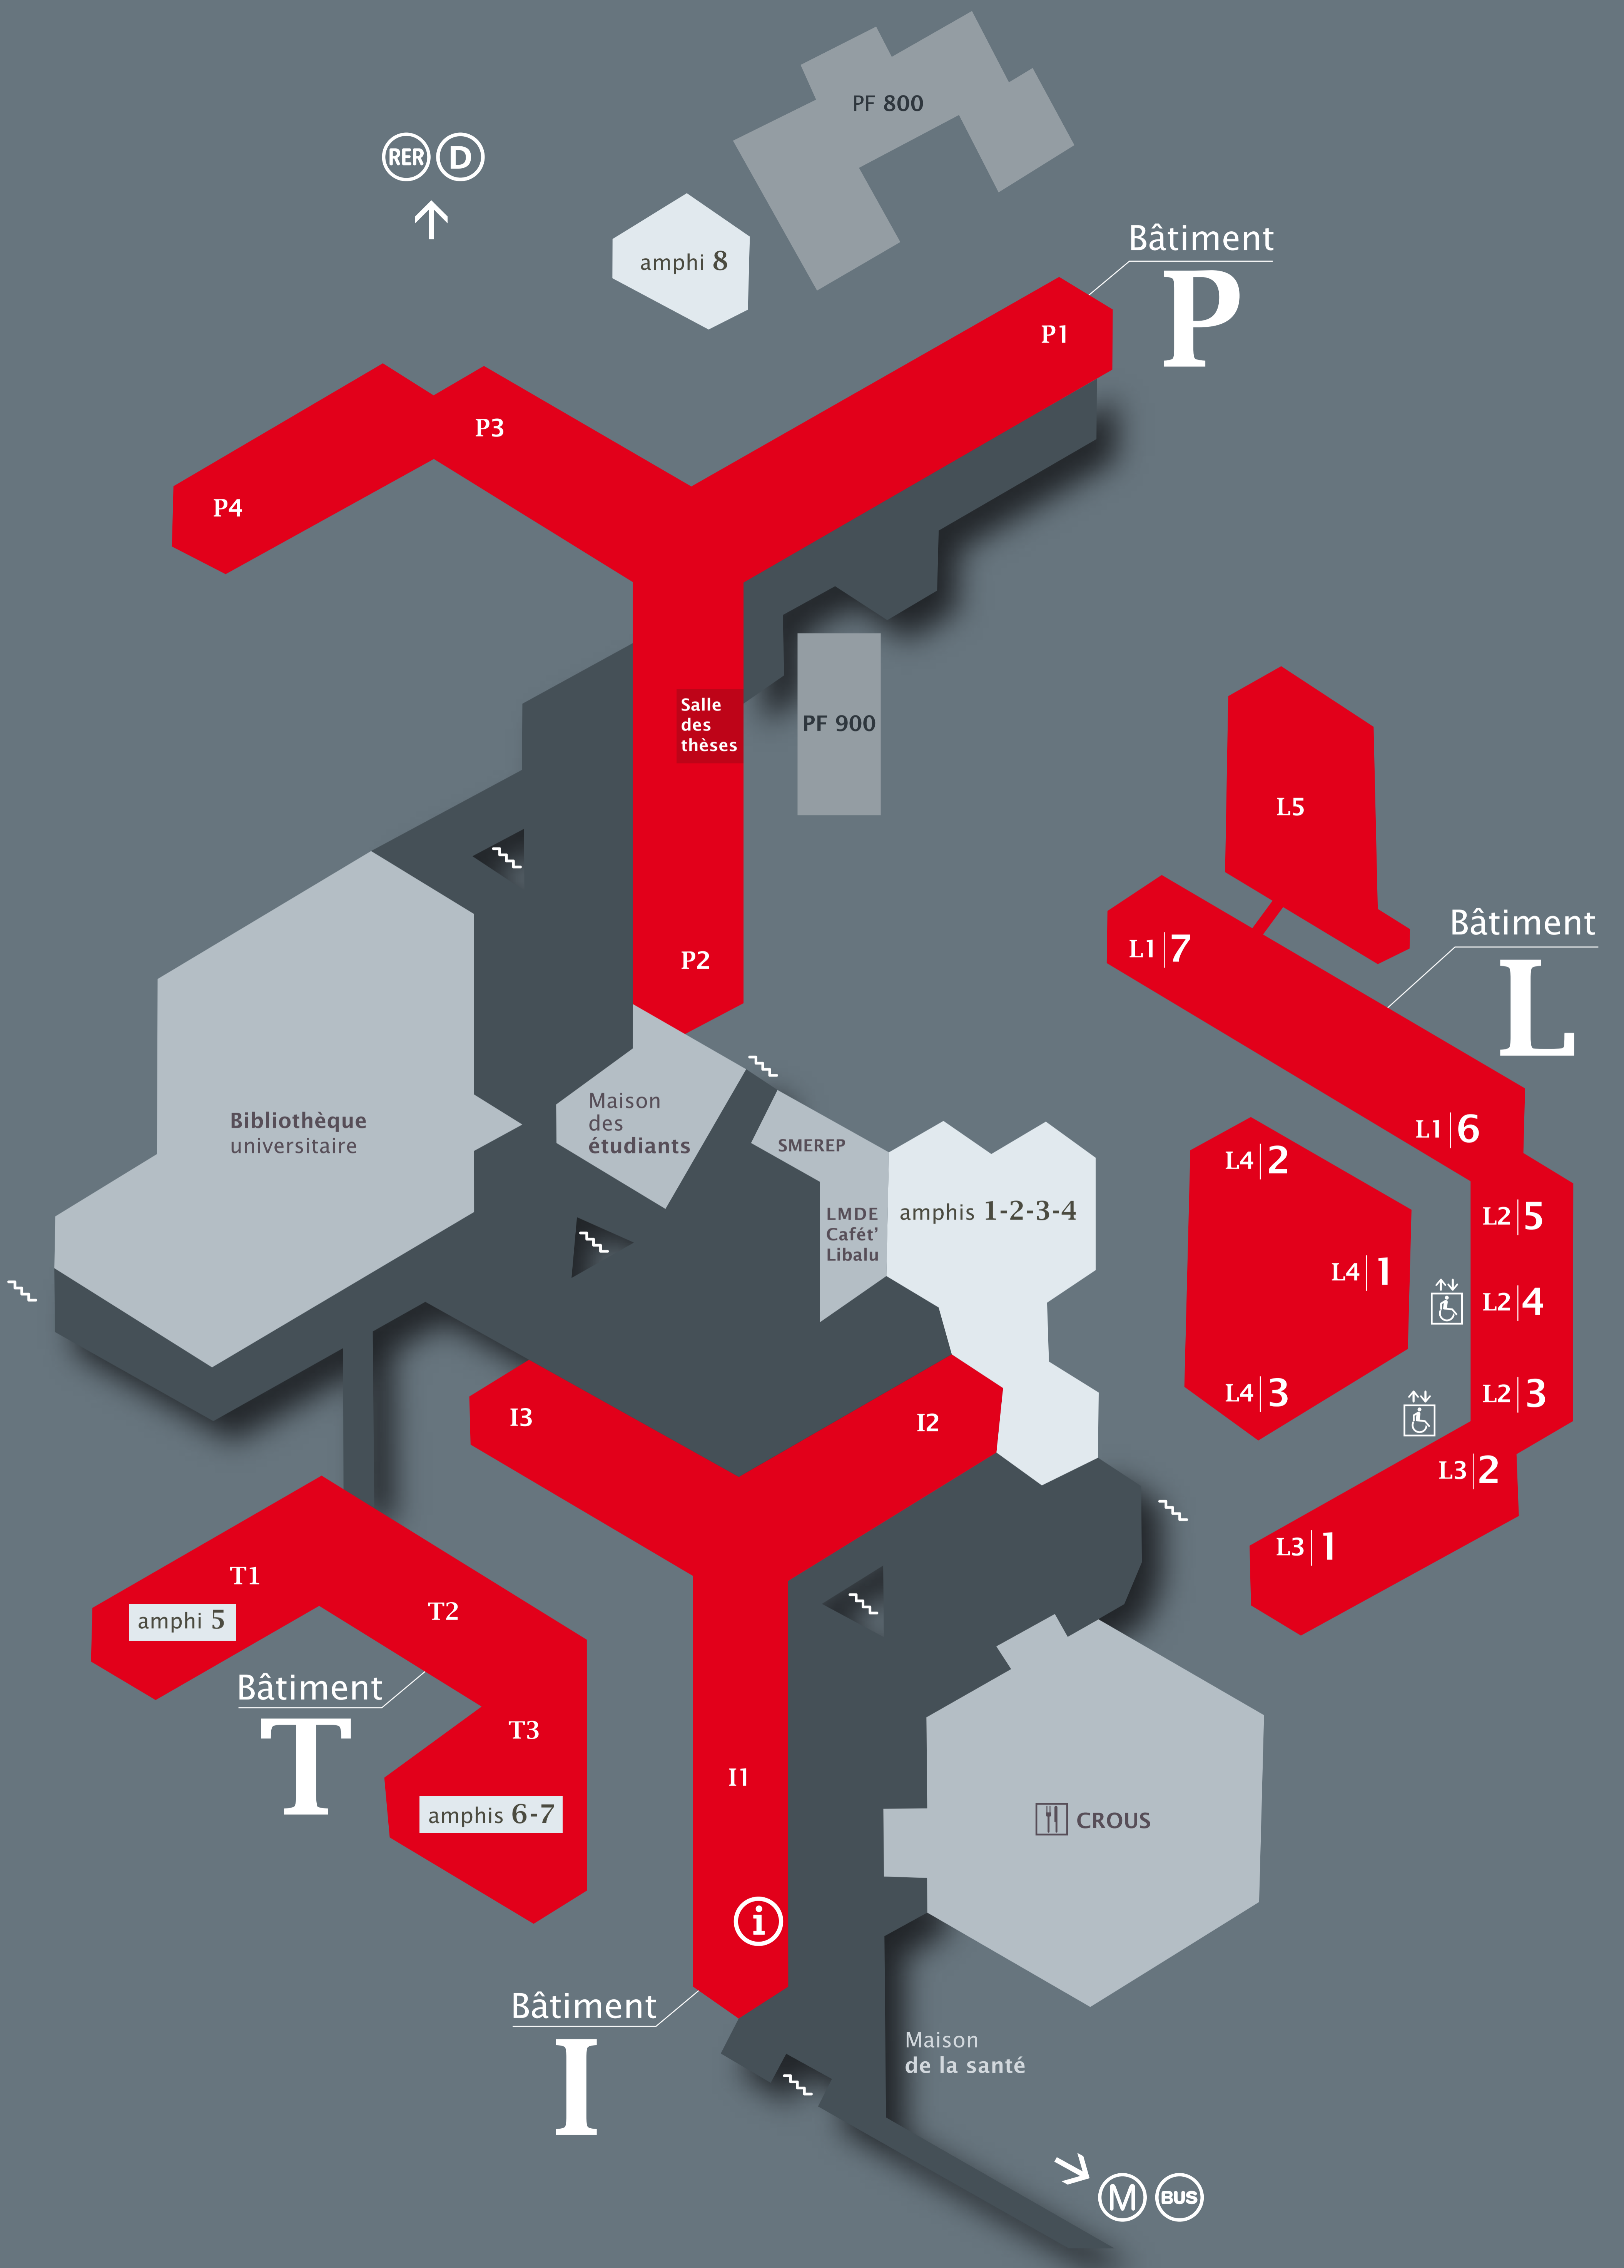 PF 800
RER D
Bâtiment
P
amphi 8
P1
P3
P4
Salle
des
thèses
PF 900
L5
Bâtiment
L
L1|7
P2
Maison
des
étudiants
Bibliothèque
universitaire
SMEREP
L1|6
L4|2
LMDE
Cafét'
Libalu
amphis 1-2-3-4
L2|5
L4|1
L2|4
L4|3
L2|3
I3
I2
L3|2
L3|1
T1
amphi 5
T2
Bâtiment
T
T3
I1
amphis 6-7
CROUS
i
Bâtiment
I
Maison
de la santé
M BUS